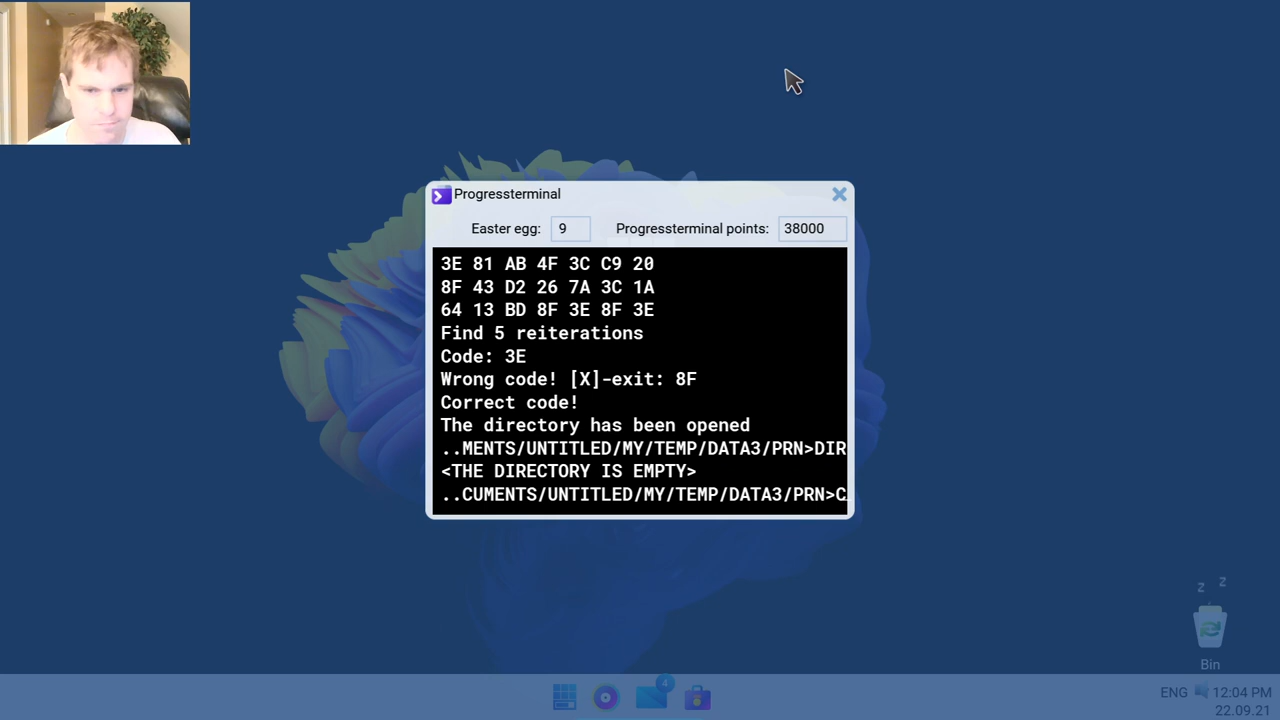 Progressterminal
Easter egg: 9 Progressterminal points: 38000
3E 81 AB 4F 3C C9 20
8F 43 D2 26 7A 3C 1A
64 13 BD 8F 3E 8F 3E
Find 5 reiterations
Code: 3E
Wrong code! [X]-exit: 8F
Correct code!
The directory has been opened
..MENTS/UNTITLED/MY/TEMP/DATA3/PRN>DIR
<THE DIRECTORY IS EMPTY>
..CUMENTS/UNTITLED/MY/TEMP/DATA3/PRN>C
z z
Bin
4
ENG 12:04 PM
22.09.21